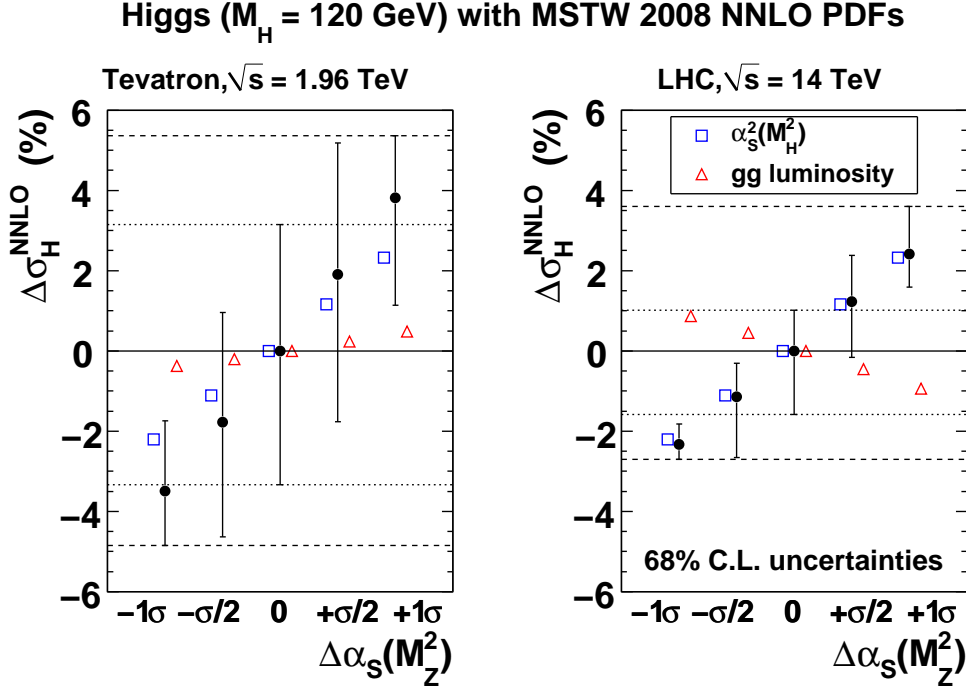 Higgs (M_H = 120 GeV) with MSTW 2008 NNLO PDFs
Tevatron,√s = 1.96 TeV
Δσ_H^NNLO (%)
6
4
2
0
−2
−4
−6
−1σ −σ/2 0 +σ/2 +1σ
Δα_S(M_Z^2)
LHC,√s = 14 TeV
Δσ_H^NNLO (%)
6
4
2
0
−2
−4
−6
α_S^2(M_H^2)
gg luminosity
68% C.L. uncertainties
−1σ −σ/2 0 +σ/2 +1σ
Δα_S(M_Z^2)